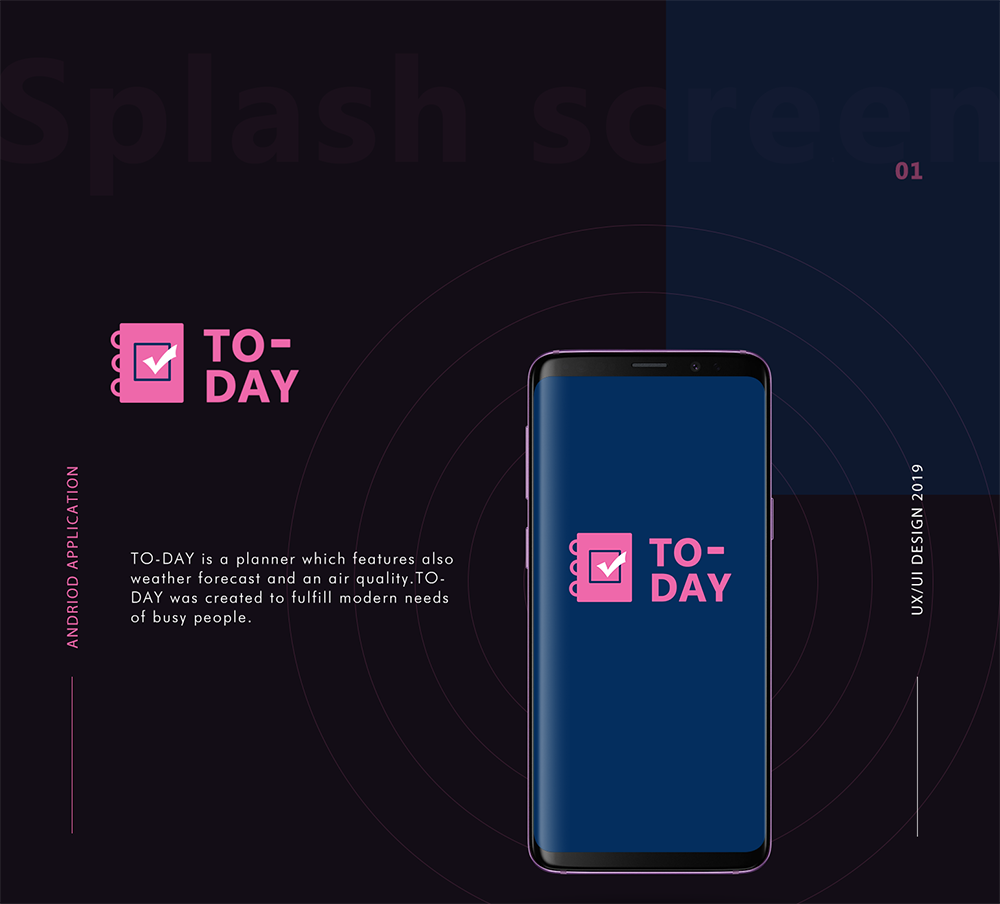 Splash screen
01
TO-
DAY
ANDRIOD APPLICATION
TO-DAY is a planner which features also
weather forecast and an air quality.TO-
DAY was created to fulfill modern needs
of busy people.
TO-
DAY
UX/UI DESIGN 2019